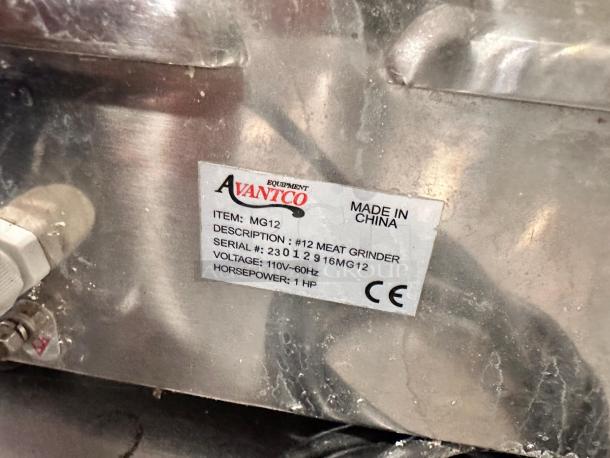 EQUIPMENT
AVANTCO
MADE IN
CHINA
ITEM: MG12
DESCRIPTION : #12 MEAT GRINDER
SERIAL #: 23012916MG12
VOLTAGE: 110V~60Hz
HORSEPOWER: 1 HP
CE
GROUP